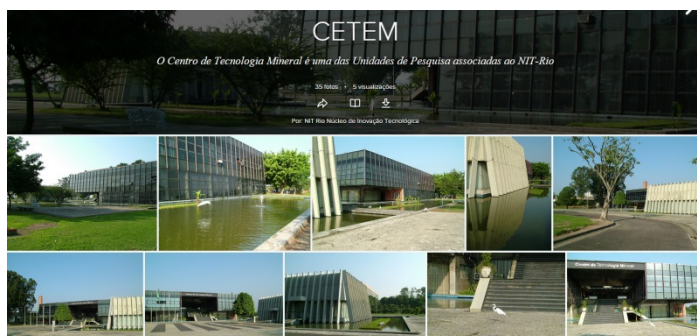 CETEM
O Centro de Tecnologia Mineral é uma das Unidades de Pesquisa associadas ao NIT-Rio
35 fotos • 5 visualizações
Por: NIT Rio Núcleo de Inovação Tecnológica
Centro de Tecnologia Mineral